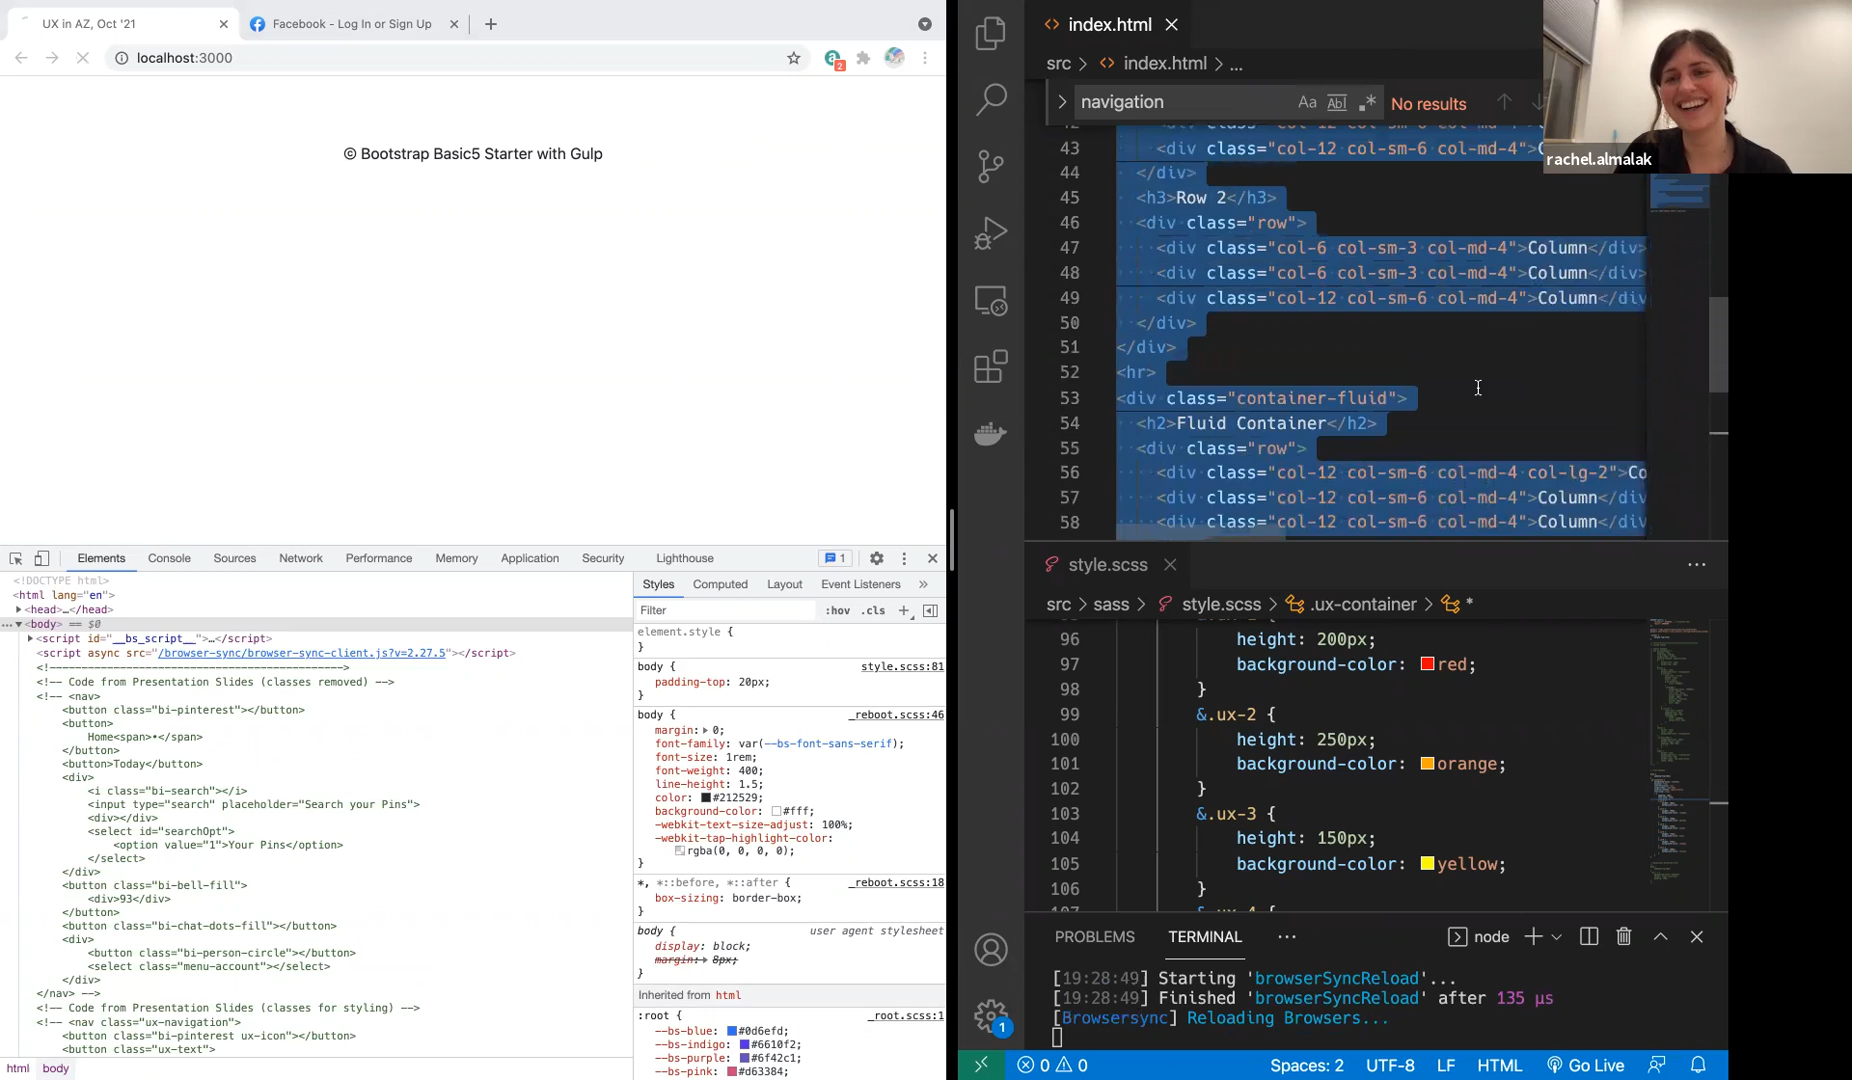 UX in AZ, Oct '21
Facebook - Log In or Sign Up
localhost:3000
2
© Bootstrap Basic5 Starter with Gulp
Elements
Console
Sources
Network
Performance
Memory
Application
Security
Lighthouse
1
<!DOCTYPE html>
<html lang="en">
<head>…</head>
<body> == $0
<script id="__bs_script__">…</script>
<script async src="/browser-sync/browser-sync-client.js?v=2.27.5"></script>
<!-- Code from Presentation Slides (classes removed) -->
<!-- <nav>
<button class="bi-pinterest"></button>
<button>
Home<span>•</span>
</button>
<button>Today</button>
<div>
<i class="bi-search"></i>
<input type="search" placeholder="Search your Pins">
<div></div>
<select id="searchOpt">
<option value="1">Your Pins</option>
</select>
</div>
<button class="bi-bell-fill">
<div>93</div>
</button>
<button class="bi-chat-dots-fill"></button>
<div>
<button class="bi-person-circle"></button>
<select class="menu-account"></select>
</div>
</nav> -->
<!-- Code from Presentation Slides (classes for styling) -->
<!-- <nav class="ux-navigation">
<button class="bi-pinterest ux-icon"></button>
<button class="ux-text">
html body
Styles
Computed
Layout
Event Listeners
»
Filter
:hov .cls
element.style {
}
body { style.scss:81
padding-top: 20px;
}
body { _reboot.scss:46
margin: 0;
font-family: var(--bs-font-sans-serif);
font-size: 1rem;
font-weight: 400;
line-height: 1.5;
color: #212529;
background-color: #fff;
-webkit-text-size-adjust: 100%;
-webkit-tap-highlight-color:
rgba(0, 0, 0, 0);
}
*, *::before, *::after { _reboot.scss:18
box-sizing: border-box;
}
body { user agent stylesheet
display: block;
margin: 8px;
}
Inherited from html
:root { _root.scss:1
--bs-blue: #0d6efd;
--bs-indigo: #6610f2;
--bs-purple: #6f42c1;
--bs-pink: #d63384;
index.html
src > index.html > ...
navigation
Aa Abl .*
No results
rachel.almalak
43 <div class="col-12 col-sm-6 col-md-4">
44 </div>
45 <h3>Row 2</h3>
46 <div class="row">
47 <div class="col-6 col-sm-3 col-md-4">Column</div>
48 <div class="col-6 col-sm-3 col-md-4">Column</div>
49 <div class="col-12 col-sm-6 col-md-4">Column</div
50 </div>
51 </div>
52 <hr>
53 <div class="container-fluid">
54 <h2>Fluid Container</h2>
55 <div class="row">
56 <div class="col-12 col-sm-6 col-md-4 col-lg-2">Co
57 <div class="col-12 col-sm-6 col-md-4">Column</div
58 <div class="col-12 col-sm-6 col-md-4">Column</div
style.scss
src > sass > style.scss > .ux-container > *
96 height: 200px;
97 background-color: red;
98 }
99 &.ux-2 {
100 height: 250px;
101 background-color: orange;
102 }
103 &.ux-3 {
104 height: 150px;
105 background-color: yellow;
106 }
PROBLEMS
TERMINAL
node
[19:28:49] Starting 'browserSyncReload'...
[19:28:49] Finished 'browserSyncReload' after 135 μs
[Browsersync] Reloading Browsers...
1
0 0
Spaces: 2
UTF-8
LF
HTML
Go Live